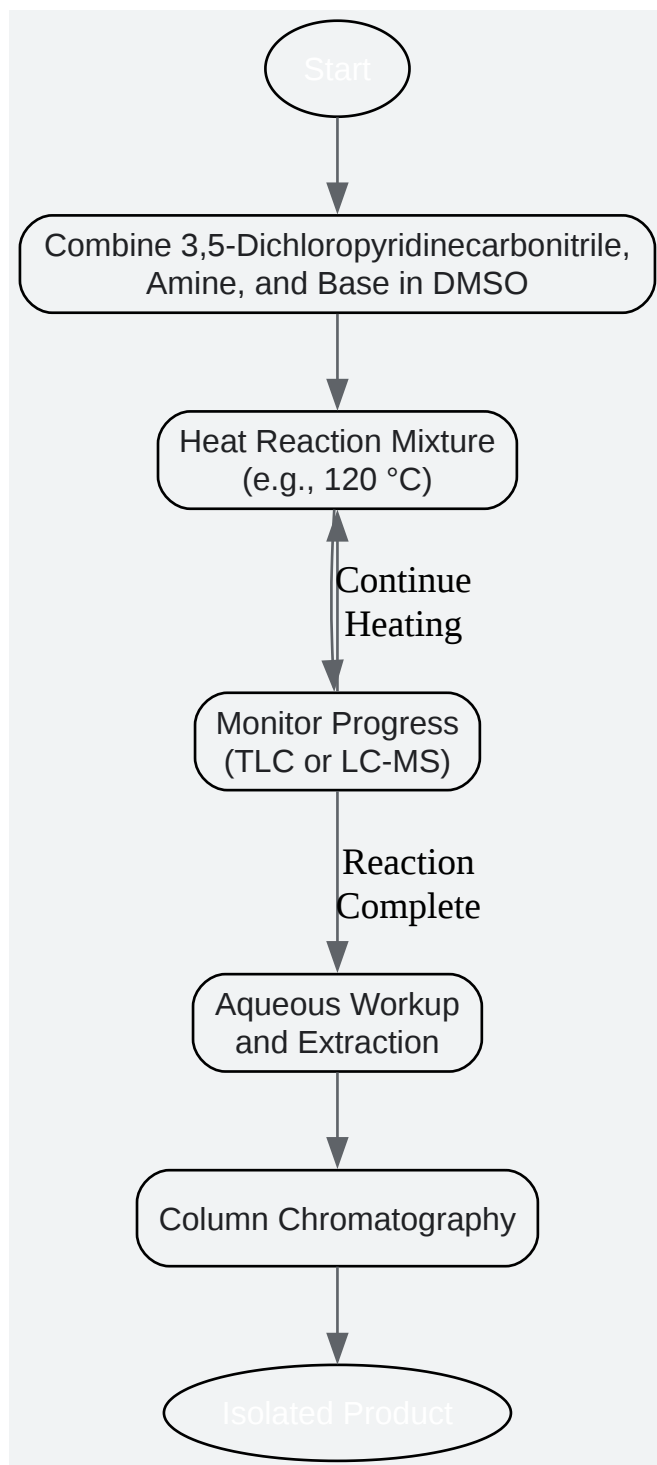 Start
Combine 3,5-Dichloropyridinecarbonitrile,
Amine, and Base in DMSO
Heat Reaction Mixture
(e.g., 120 °C)
Continue
Heating
Monitor Progress
(TLC or LC-MS)
Reaction
Complete
Aqueous Workup
and Extraction
Column Chromatography
Isolated Product